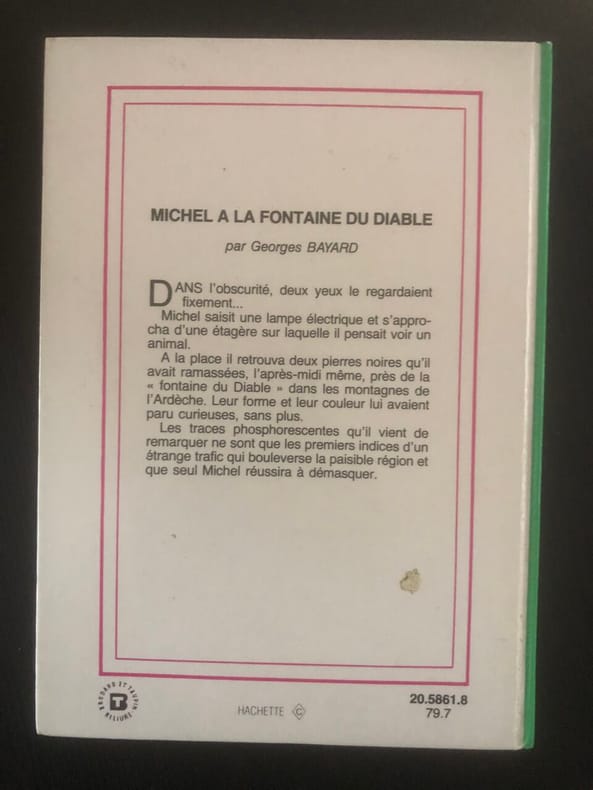 MICHEL A LA FONTAINE DU DIABLE
par Georges BAYARD
DANS l'obscurité, deux yeux le regardaient
fixement...
Michel saisit une lampe électrique et s'appro-
cha d'une étagère sur laquelle il pensait voir un
animal.
A la place il retrouva deux pierres noires qu'il
avait ramassées, l'après-midi même, près de la
« fontaine du Diable » dans les montagnes de
l'Ardèche. Leur forme et leur couleur lui avaient
paru curieuses, sans plus.
Les traces phosphorescentes qu'il vient de
remarquer ne sont que les premiers indices d'un
étrange trafic qui bouleverse la paisible région et
que seul Michel réussira à démasquer.
BRODARD ET TAUPIN
RELIURE
HACHETTE C
20.5861.8
79.7